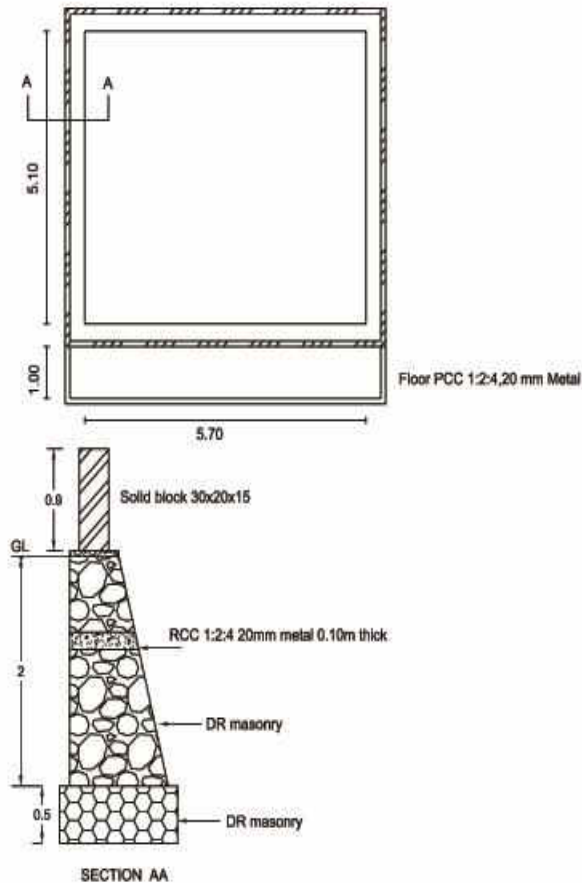 A A
5.10
1.00
Floor PCC 1:2:4,20 mm Metal
5.70
0.9
Solid block 30x20x15
GL
RCC 1:2:4 20mm metal 0.10m thick
2
DR masonry
0.5
DR masonry
SECTION AA